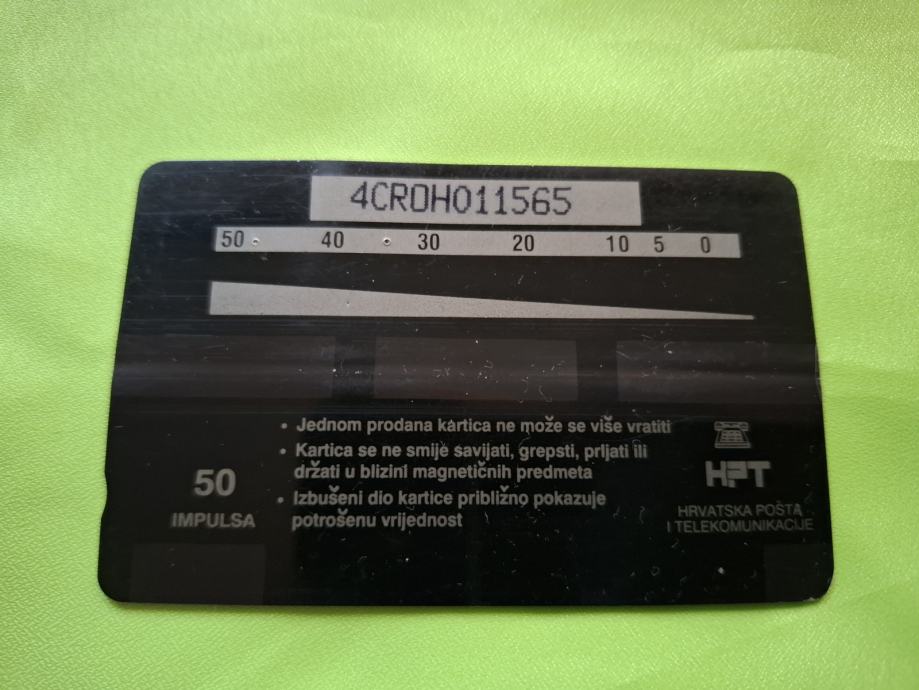 4CROH011565
50 40 30 20 10 5 0
• Jednom prodana kartica ne može se više vratiti
• Kartica se ne smije savijati, grepsti, prljati ili
držati u blizini magnetičnih predmeta
• Izbušeni dio kartice približno pokazuje
potrošenu vrijednost
50
IMPULSA
HPT
HRVATSKA POŠTA
I TELEKOMUNIKACIJE